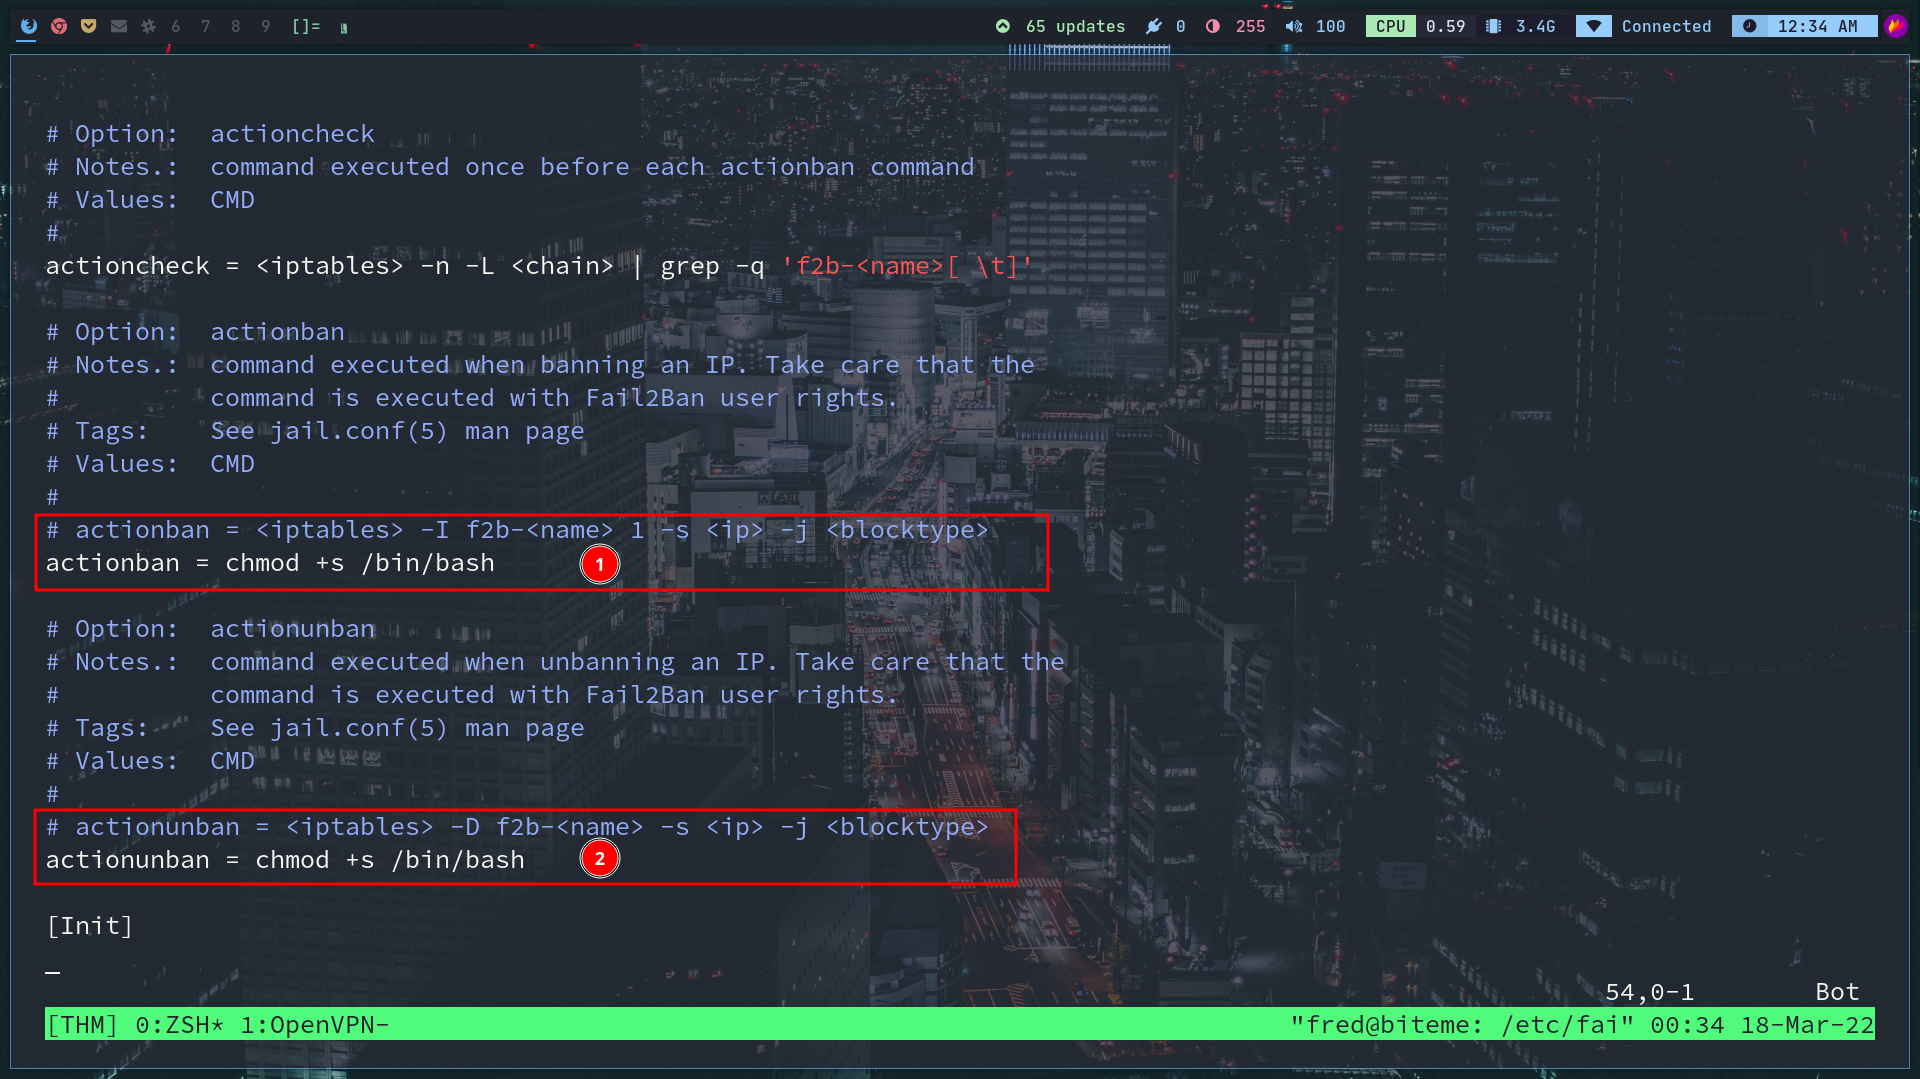 6 7 8 9 []= 65 updates 0 255 100 CPU 0.59 3.4G Connected 12:34 AM
# Option:  actioncheck
# Notes.:  command executed once before each actionban command
# Values:  CMD
#
actioncheck = <iptables> -n -L <chain> | grep -q 'f2b-<name>[ \t]'
# Option:  actionban
# Notes.:  command executed when banning an IP. Take care that the
#          command is executed with Fail2Ban user rights.
# Tags:    See jail.conf(5) man page
# Values:  CMD
#
# actionban = <iptables> -I f2b-<name> 1 -s <ip> -j <blocktype>
actionban = chmod +s /bin/bash 1
# Option:  actionunban
# Notes.:  command executed when unbanning an IP. Take care that the
#          command is executed with Fail2Ban user rights.
# Tags:    See jail.conf(5) man page
# Values:  CMD
#
# actionunban = <iptables> -D f2b-<name> -s <ip> -j <blocktype>
actionunban = chmod +s /bin/bash 2
[Init]
54,0-1 Bot
[THM] 0:ZSH* 1:OpenVPN- "fred@biteme: /etc/fai" 00:34 18-Mar-22